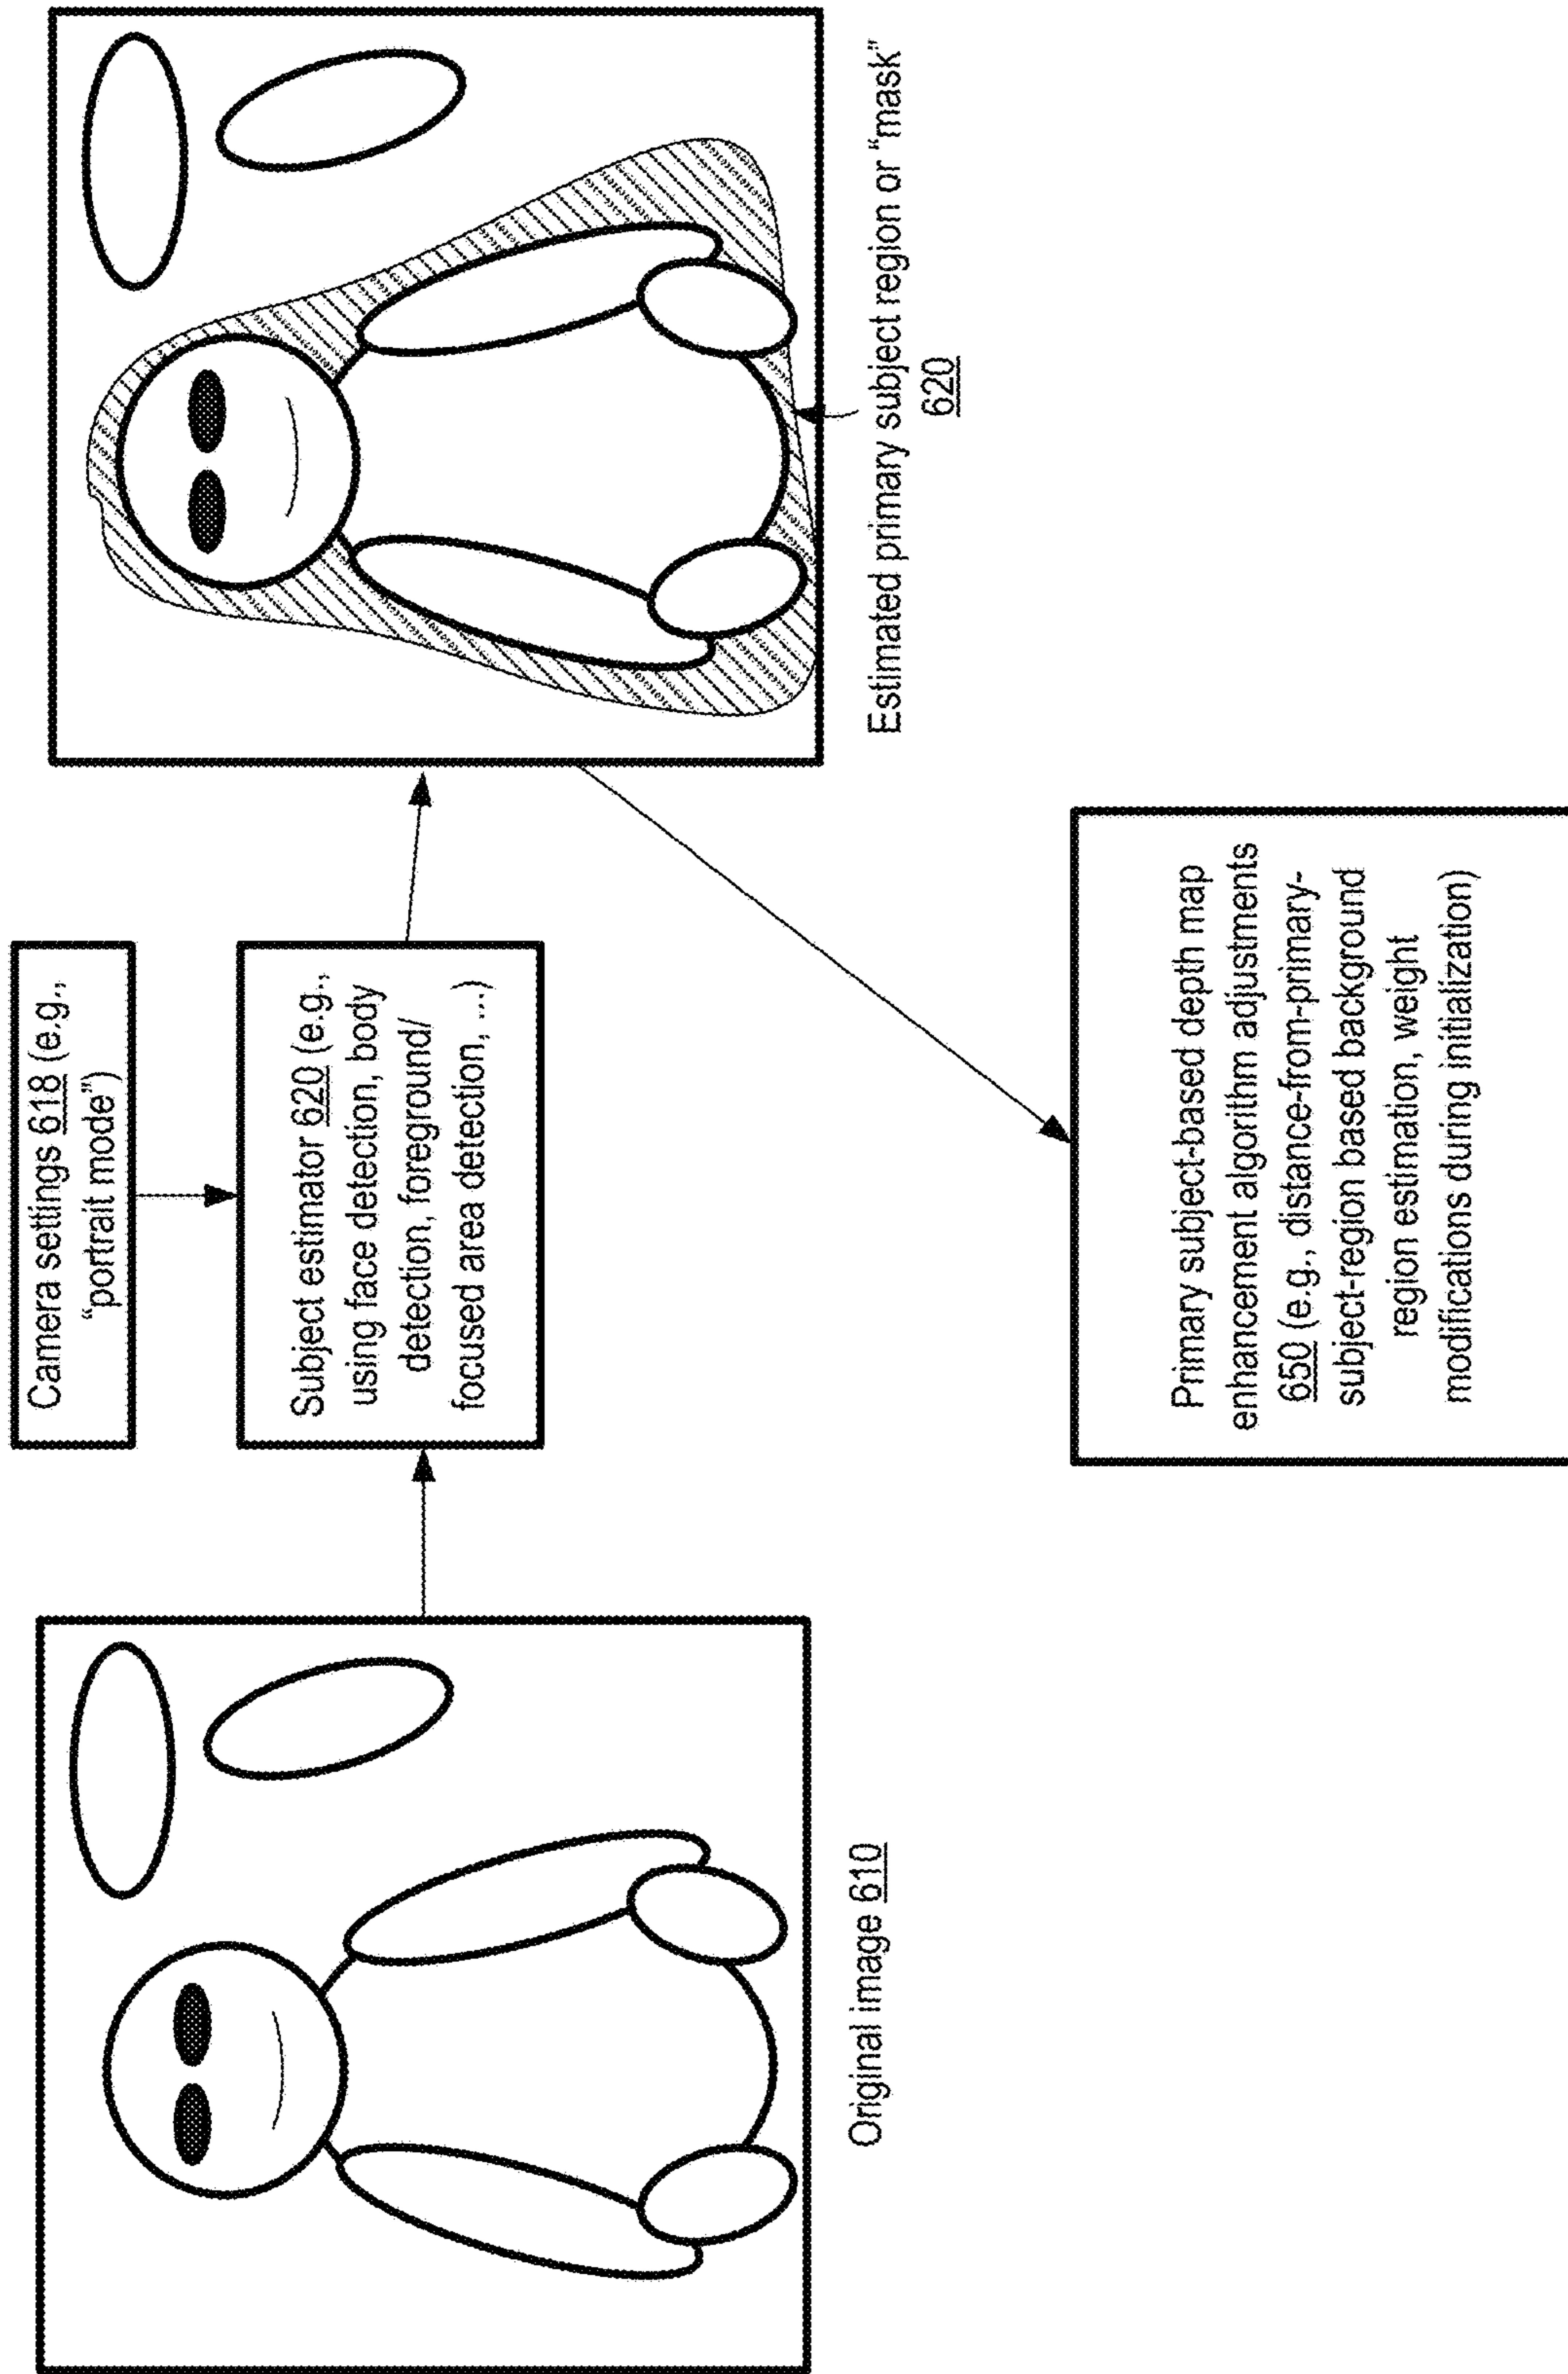 Camera settings 618 (e.g.,
“portrait mode”)
Subject estimator 620 (e.g.,
using face detection, body
detection, foreground/
focused area detection, ...)
Original image 610
Estimated primary subject region or “mask”
620
Primary subject-based depth map
enhancement algorithm adjustments
650 (e.g., distance-from-primary-
subject-region based background
region estimation, weight
modifications during initialization)